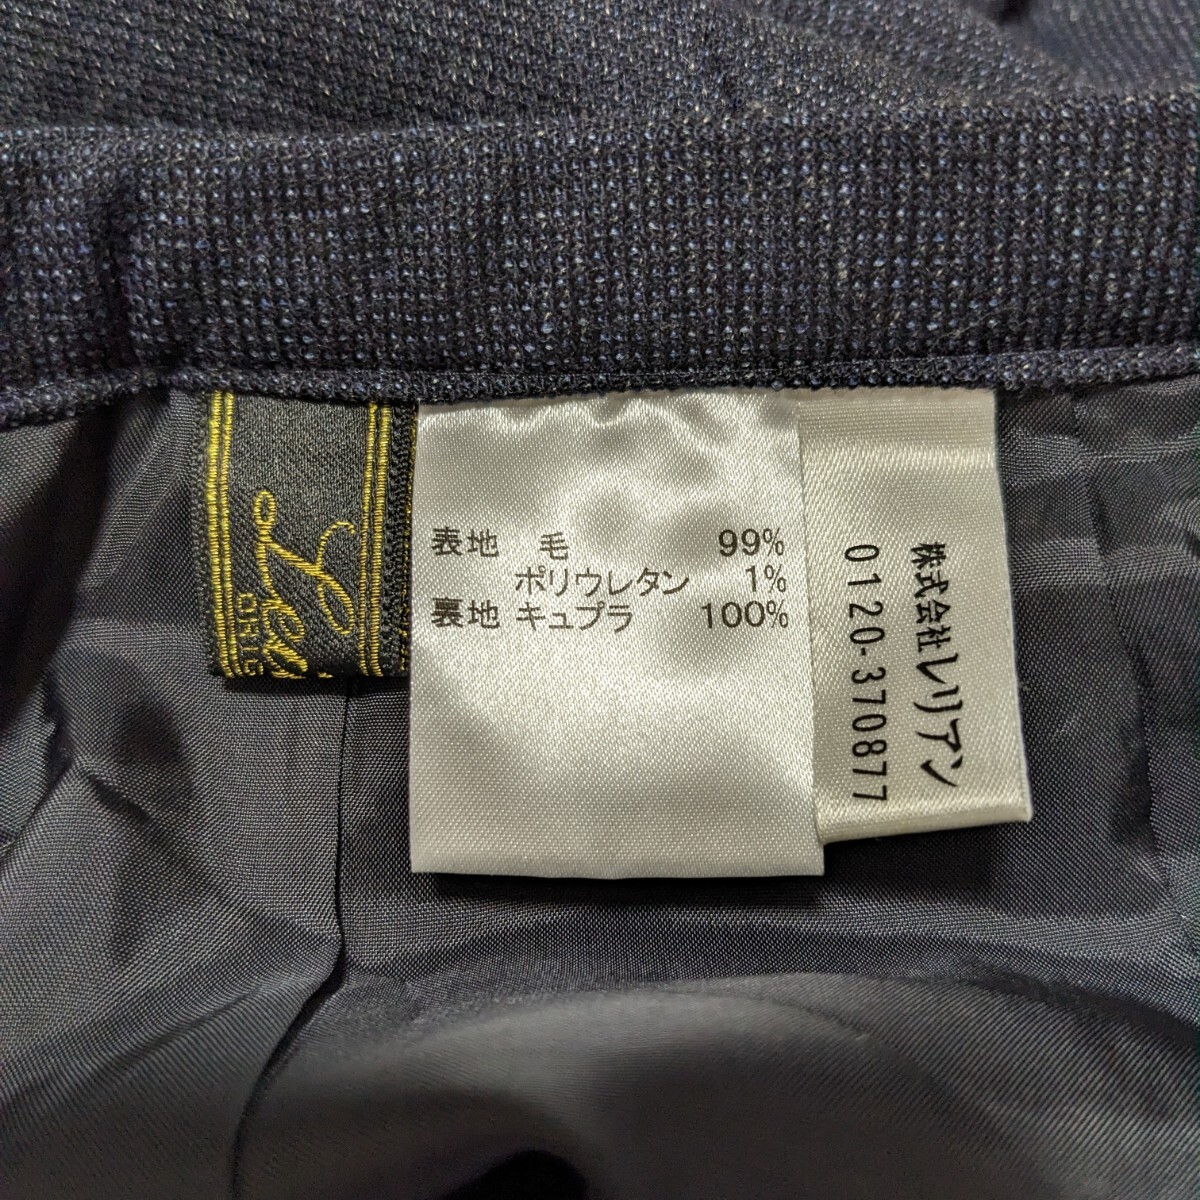 表地 毛 99%
ポリウレタン 1%
裏地 キュプラ 100%
株式会社レリアン
0120-370877